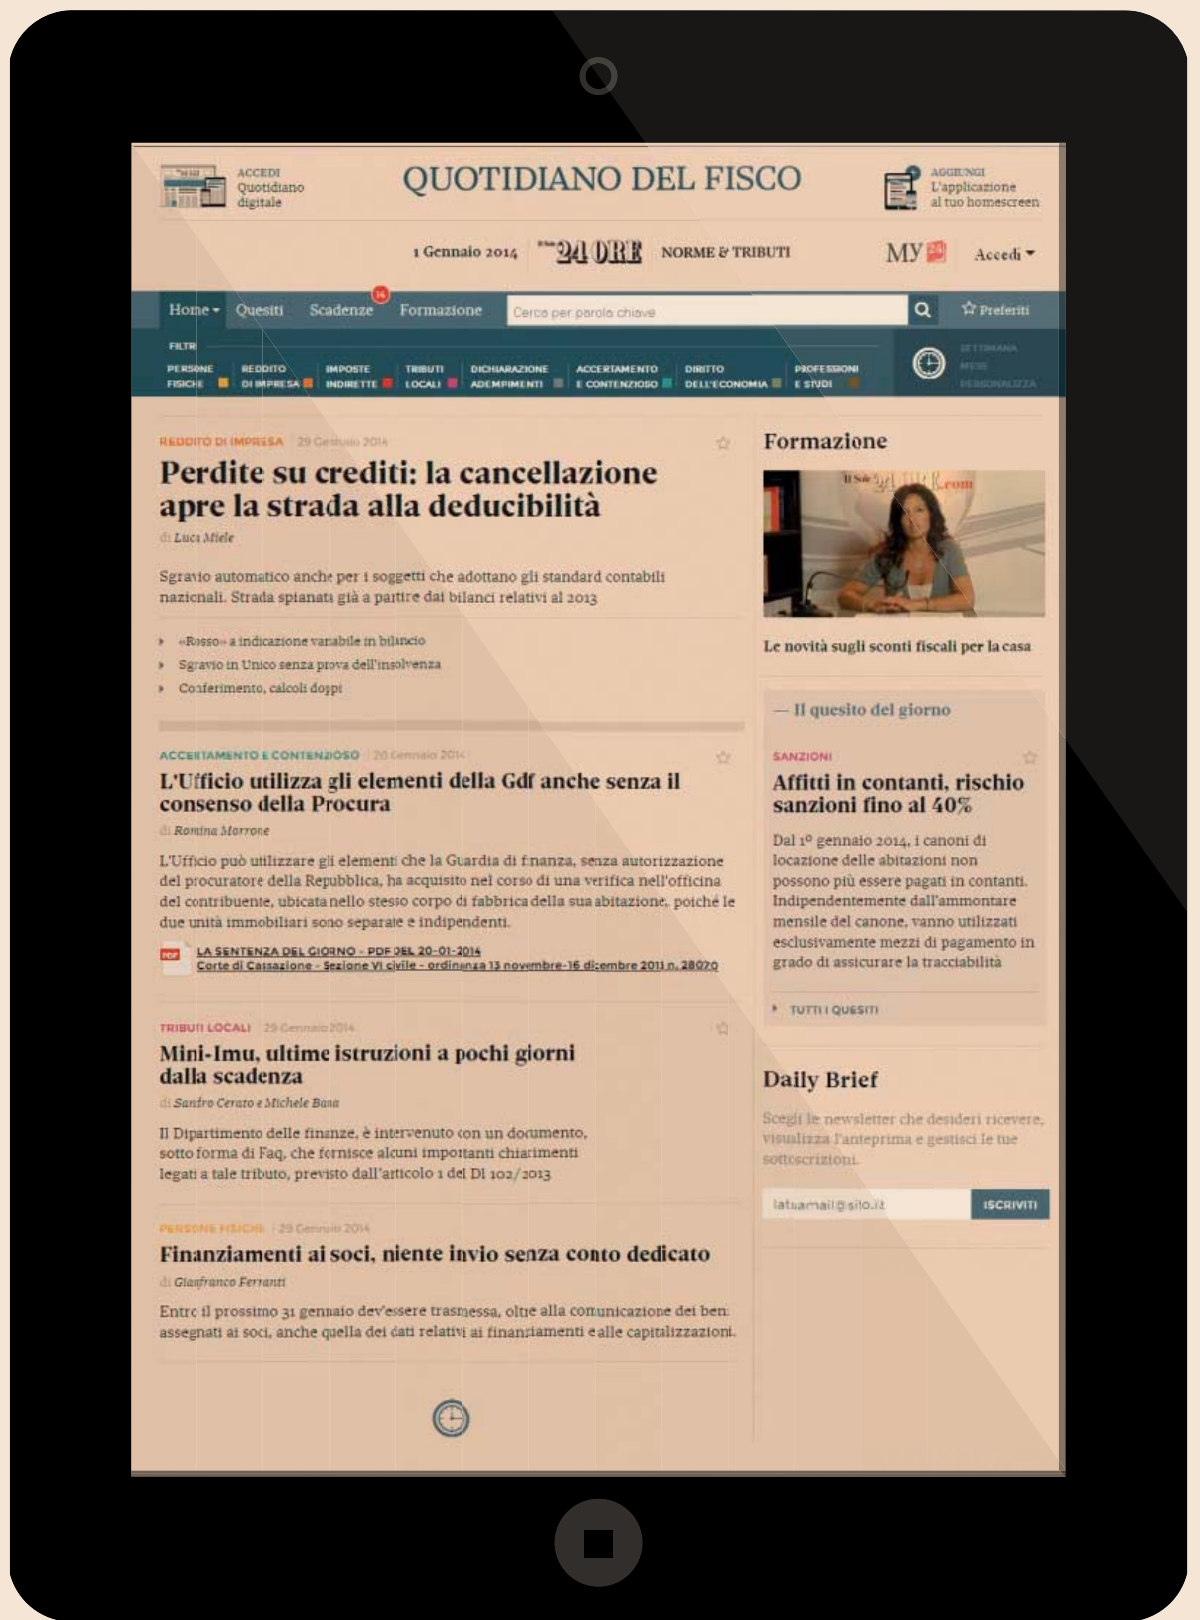 ACCEDI
Quotidiano
digitale
QUOTIDIANO DEL FISCO
AGGIUNGI
L'applicazione
al tuo homescreen
1 Gennaio 2014
24 ORE
NORME & TRIBUTI
MY 24
Accedi
Home
Quesiti
Scadenze
14
Formazione
Cerca per parola chiave
Preferiti
FILTRI
PERSONE
FISICHE
REDDITO
DI IMPRESA
IMPOSTE
INDIRETTE
TRIBUTI
LOCALI
DICHIARAZIONE
ADEMPIMENTI
ACCERTAMENTO
E CONTENZIOSO
DIRITTO
DELL'ECONOMIA
PROFESSIONI
E STUDI
SETTIMANA
MESE
PERSONALIZZA
REDDITO DI IMPRESA | 29 Gennaio 2014
Perdite su crediti: la cancellazione
apre la strada alla deducibilità
di Luca Miele
Sgravio automatico anche per i soggetti che adottano gli standard contabili
nazionali. Strada spianata già a partire dai bilanci relativi al 2013
«Rosso» a indicazione variabile in bilancio
Sgravio in Unico senza prova dell'insolvenza
Conferimento, calcoli doppi
ACCERTAMENTO E CONTENZIOSO | 20 Gennaio 2014
L'Ufficio utilizza gli elementi della Gdf anche senza il
consenso della Procura
di Romina Morrone
L'Ufficio può utilizzare gli elementi che la Guardia di finanza, senza autorizzazione
del procuratore della Repubblica, ha acquisito nel corso di una verifica nell'officina
del contribuente, ubicata nello stesso corpo di fabbrica della sua abitazione, poiché le
due unità immobiliari sono separate e indipendenti.
PDF
LA SENTENZA DEL GIORNO - PDF DEL 20-01-2014
Corte di Cassazione - Sezione VI civile - ordinanza 13 novembre-16 dicembre 2011 n. 28070
TRIBUTI LOCALI | 29 Gennaio 2014
Mini-Imu, ultime istruzioni a pochi giorni
dalla scadenza
di Sandro Cerato e Michele Bana
Il Dipartimento delle finanze, è intervenuto con un documento,
sotto forma di Faq, che fornisce alcuni importanti chiarimenti
legati a tale tributo, previsto dall'articolo 1 del Dl 102/2013
PERSONE FISICHE | 29 Gennaio 2014
Finanziamenti ai soci, niente invio senza conto dedicato
di Gianfranco Ferranti
Entro il prossimo 31 gennaio dev'essere trasmessa, oltre alla comunicazione dei beni
assegnati ai soci, anche quella dei dati relativi ai finanziamenti e alle capitalizzazioni.
Formazione
Il Sole 24 ORE.com
Le novità sugli sconti fiscali per la casa
— Il quesito del giorno
SANZIONI
Affitti in contanti, rischio
sanzioni fino al 40%
Dal 1º gennaio 2014, i canoni di
locazione delle abitazioni non
possono più essere pagati in contanti.
Indipendentemente dall'ammontare
mensile del canone, vanno utilizzati
esclusivamente mezzi di pagamento in
grado di assicurare la tracciabilità
TUTTI I QUESITI
Daily Brief
Scegli le newsletter che desideri ricevere,
visualizza l'anteprima e gestisci le tue
sottoscrizioni.
latuamail@sito.it
ISCRIVITI